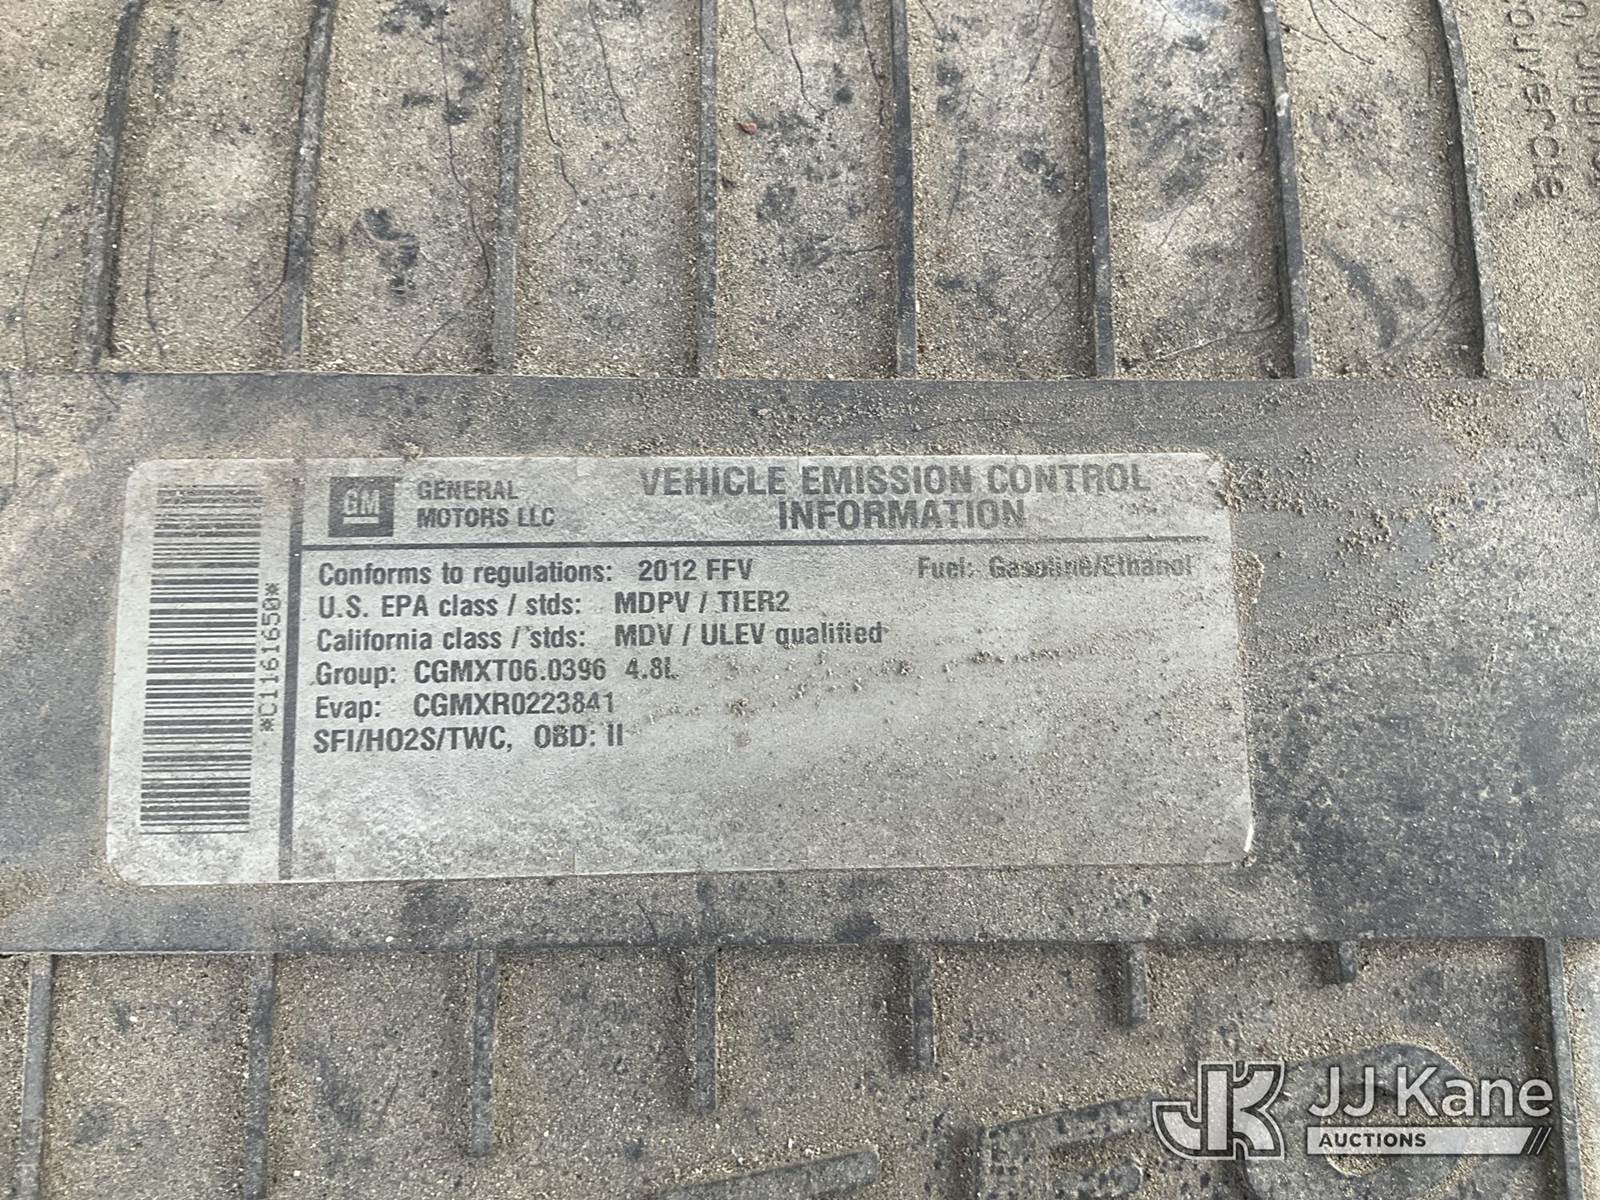 GM
GENERAL
MOTORS LLC
VEHICLE EMISSION CONTROL
INFORMATION
Conforms to regulations: 2012 FFV Fuel: Gasoline/Ethanol
U.S. EPA class / stds: MDPV / TIER2
California class / stds: MDV / ULEV qualified
Group: CGMXT06.0396 4.8L
Evap: CGMXR0223841
SFI/HO2S/TWC, OBD: II
*C1161650*
JK JJ Kane
AUCTIONS